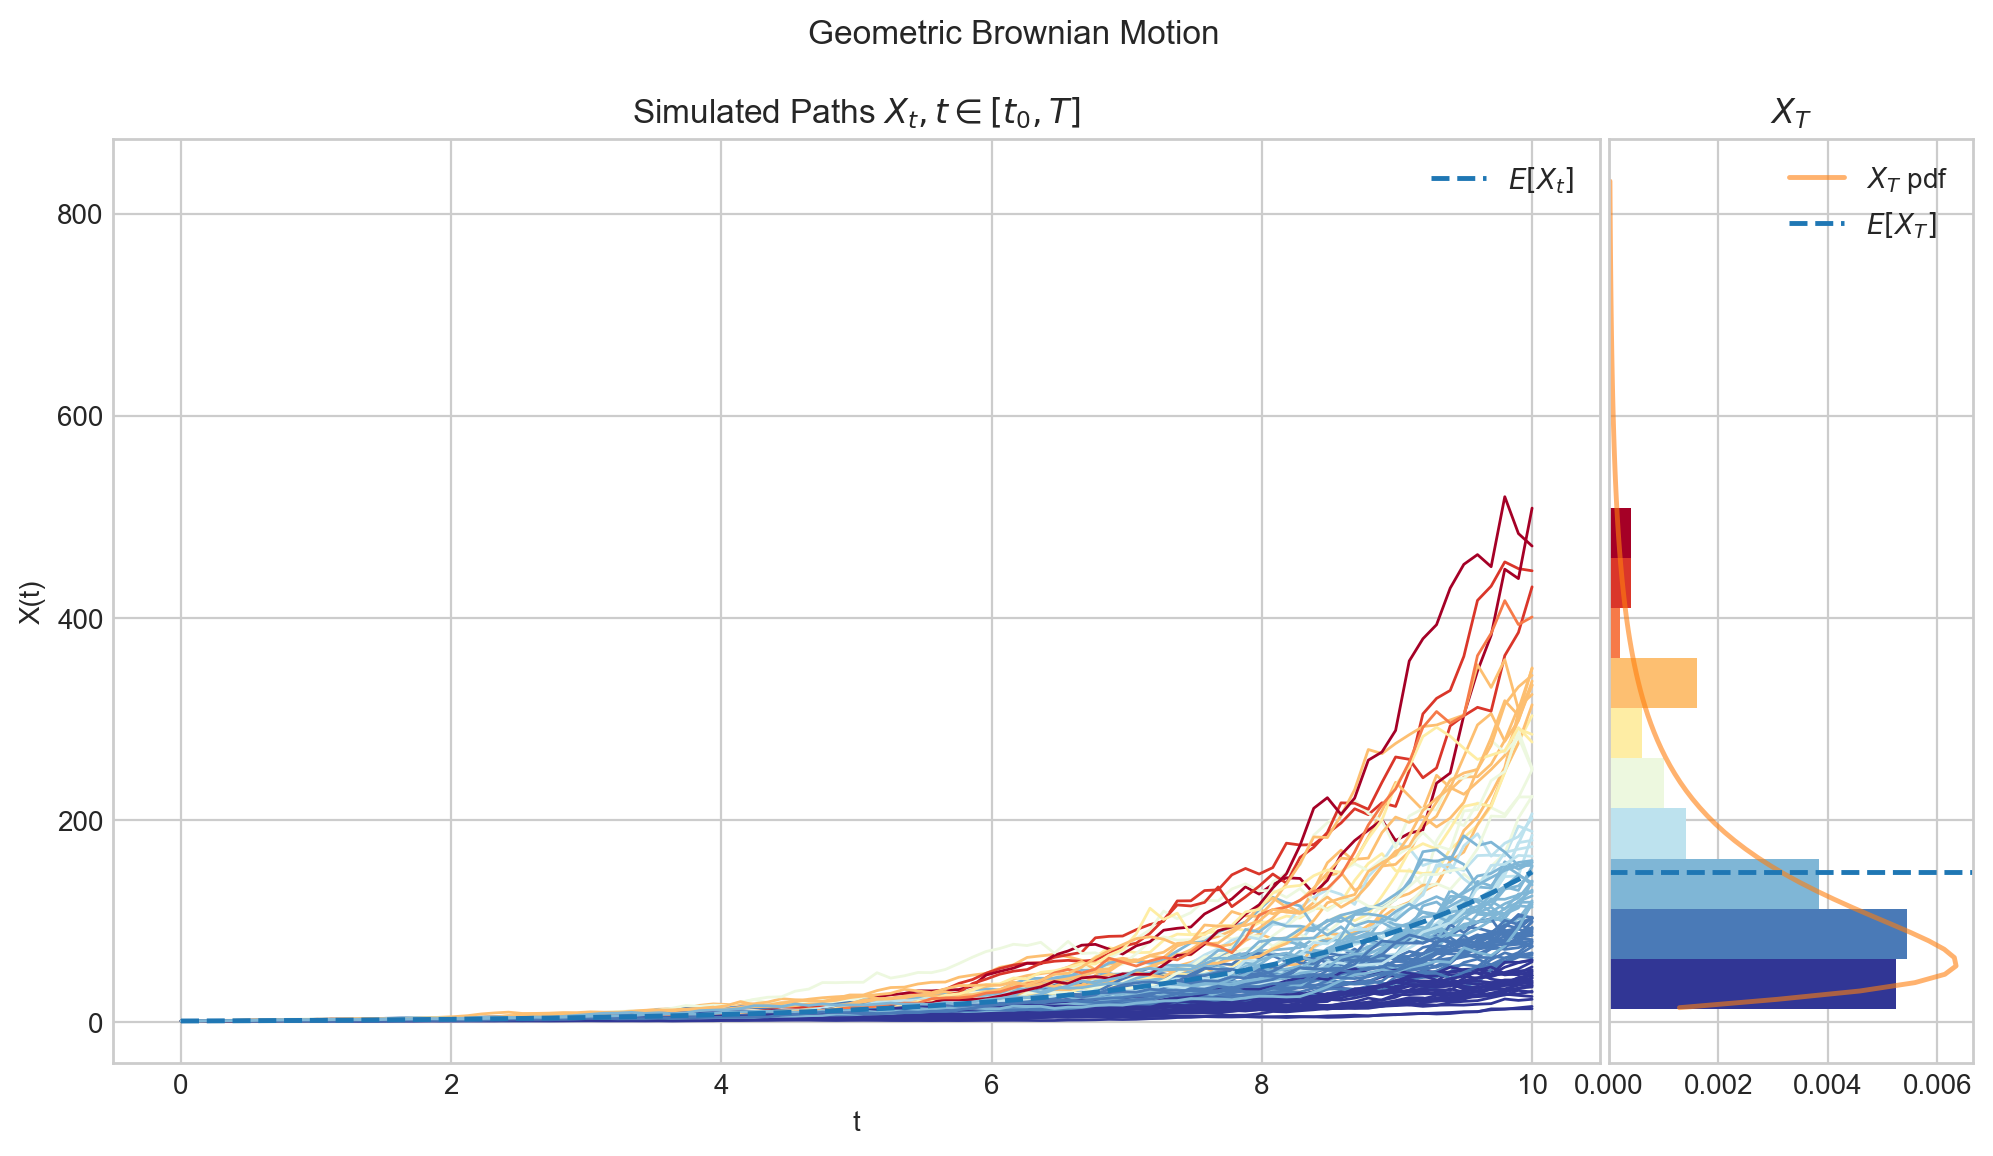 Geometric Brownian Motion
Simulated Paths $X_t, t \in [t_0, T]$
$X_T$
$E[X_t]$
$X_T$ pdf
$E[X_T]$
800
600
400
200
0
X(t)
0 2 4 6 8 10
0.000 0.002 0.004 0.006
t